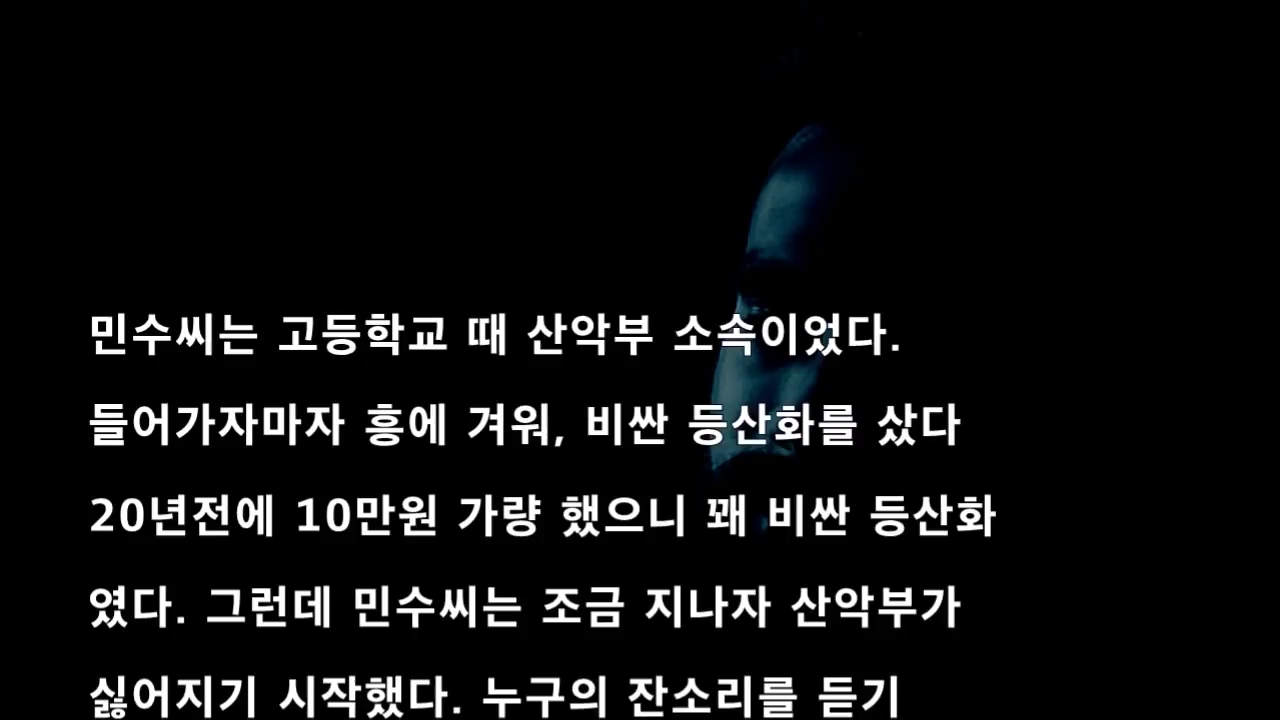 민수씨는 고등학교 때 산악부 소속이었다.
들어가자마자 흥에 겨워, 비싼 등산화를 샀다
20년전에 10만원 가량 했으니 꽤 비싼 등산화
였다. 그런데 민수씨는 조금 지나자 산악부가
싫어지기 시작했다. 누구의 잔소리를 듣기